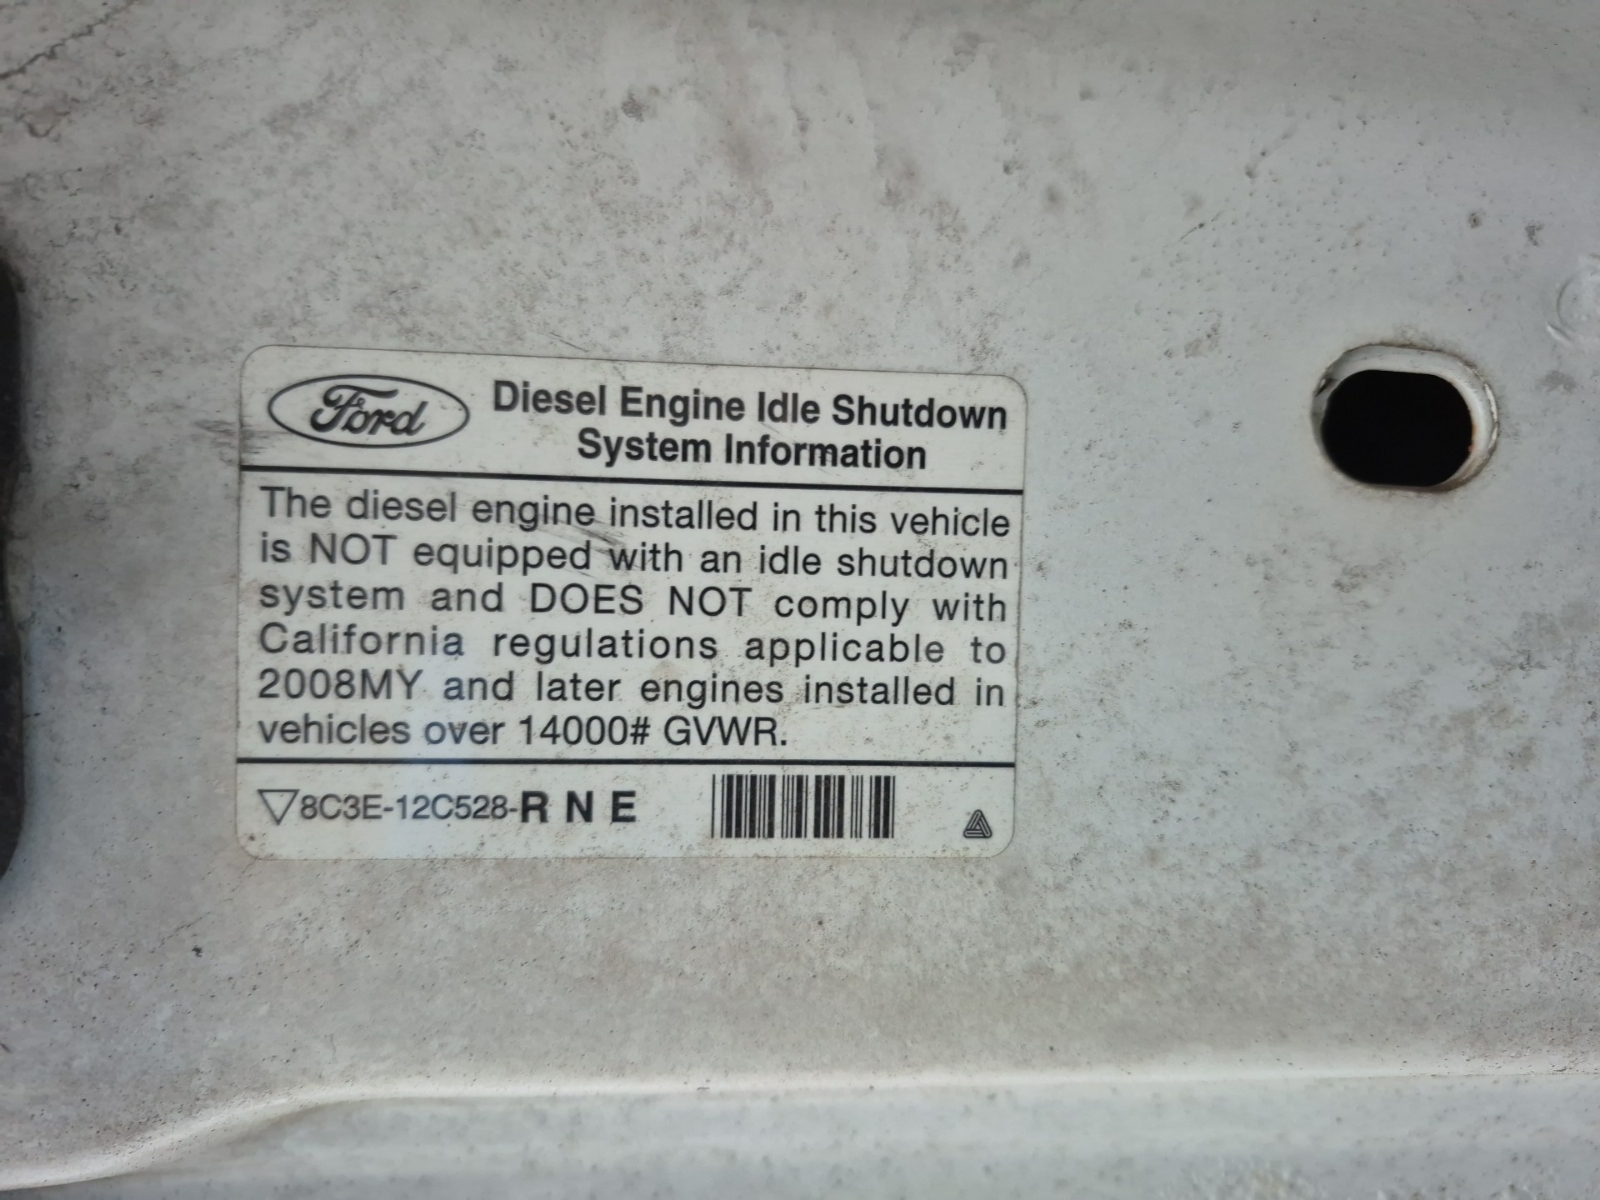 Ford Diesel Engine Idle Shutdown
System Information
The diesel engine installed in this vehicle
is NOT equipped with an idle shutdown
system and DOES NOT comply with
California regulations applicable to
2008MY and later engines installed in
vehicles over 14000# GVWR.
▽8C3E-12C528-R N E